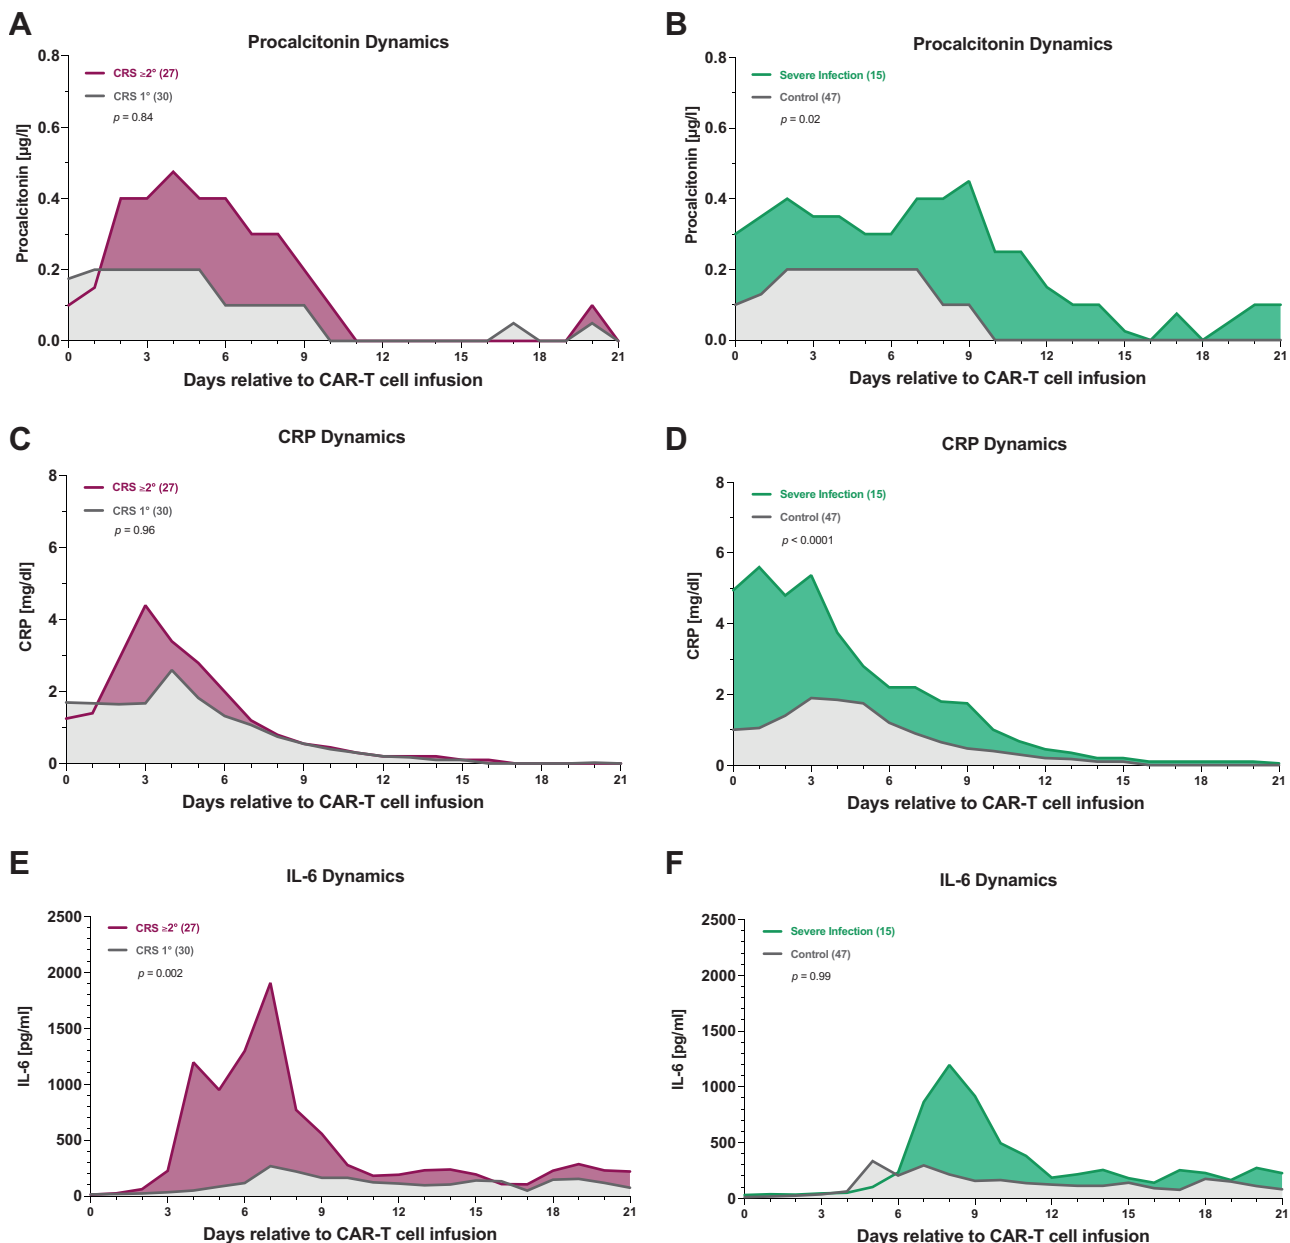 A
Procalcitonin Dynamics
CRS ≥2° (27)
CRS 1° (30)
p = 0.84
Procalcitonin [µg/l]
0.8
0.6
0.4
0.2
0.0
0 3 6 9 12 15 18 21
Days relative to CAR-T cell infusion
B
Procalcitonin Dynamics
Severe Infection (15)
Control (47)
p = 0.02
Procalcitonin [µg/l]
0.8
0.6
0.4
0.2
0.0
0 3 6 9 12 15 18 21
Days relative to CAR-T cell infusion
C
CRP Dynamics
CRS ≥2° (27)
CRS 1° (30)
p = 0.96
CRP [mg/dl]
8
6
4
2
0
0 3 6 9 12 15 18 21
Days relative to CAR-T cell infusion
D
CRP Dynamics
Severe Infection (15)
Control (47)
p < 0.0001
CRP [mg/dl]
8
6
4
2
0
0 3 6 9 12 15 18 21
Days relative to CAR-T cell infusion
E
IL-6 Dynamics
CRS ≥2° (27)
CRS 1° (30)
p = 0.002
IL-6 [pg/ml]
2500
2000
1500
1000
500
0
0 3 6 9 12 15 18 21
Days relative to CAR-T cell infusion
F
IL-6 Dynamics
Severe Infection (15)
Control (47)
p = 0.99
IL-6 [pg/ml]
2500
2000
1500
1000
500
0
0 3 6 9 12 15 18 21
Days relative to CAR-T cell infusion